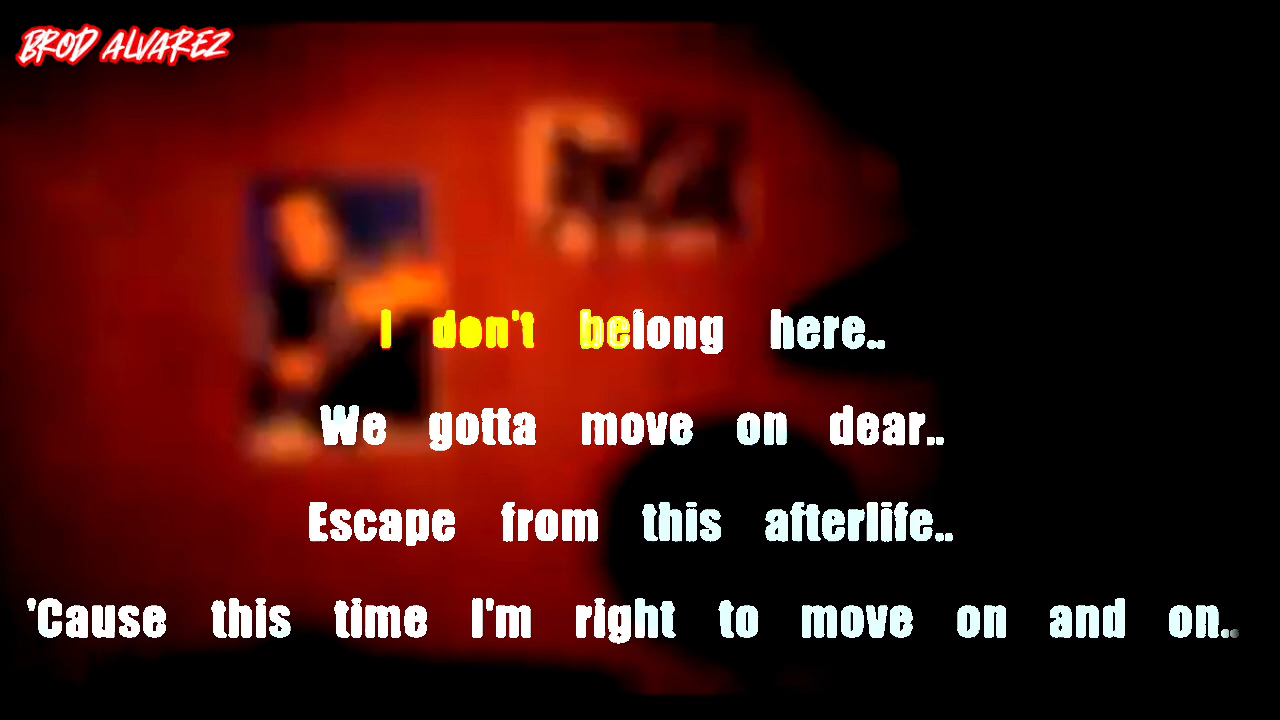 BROD ALVAREZ
I don't belong here..
We gotta move on dear..
Escape from this afterlife..
'Cause this time I'm right to move on and on..